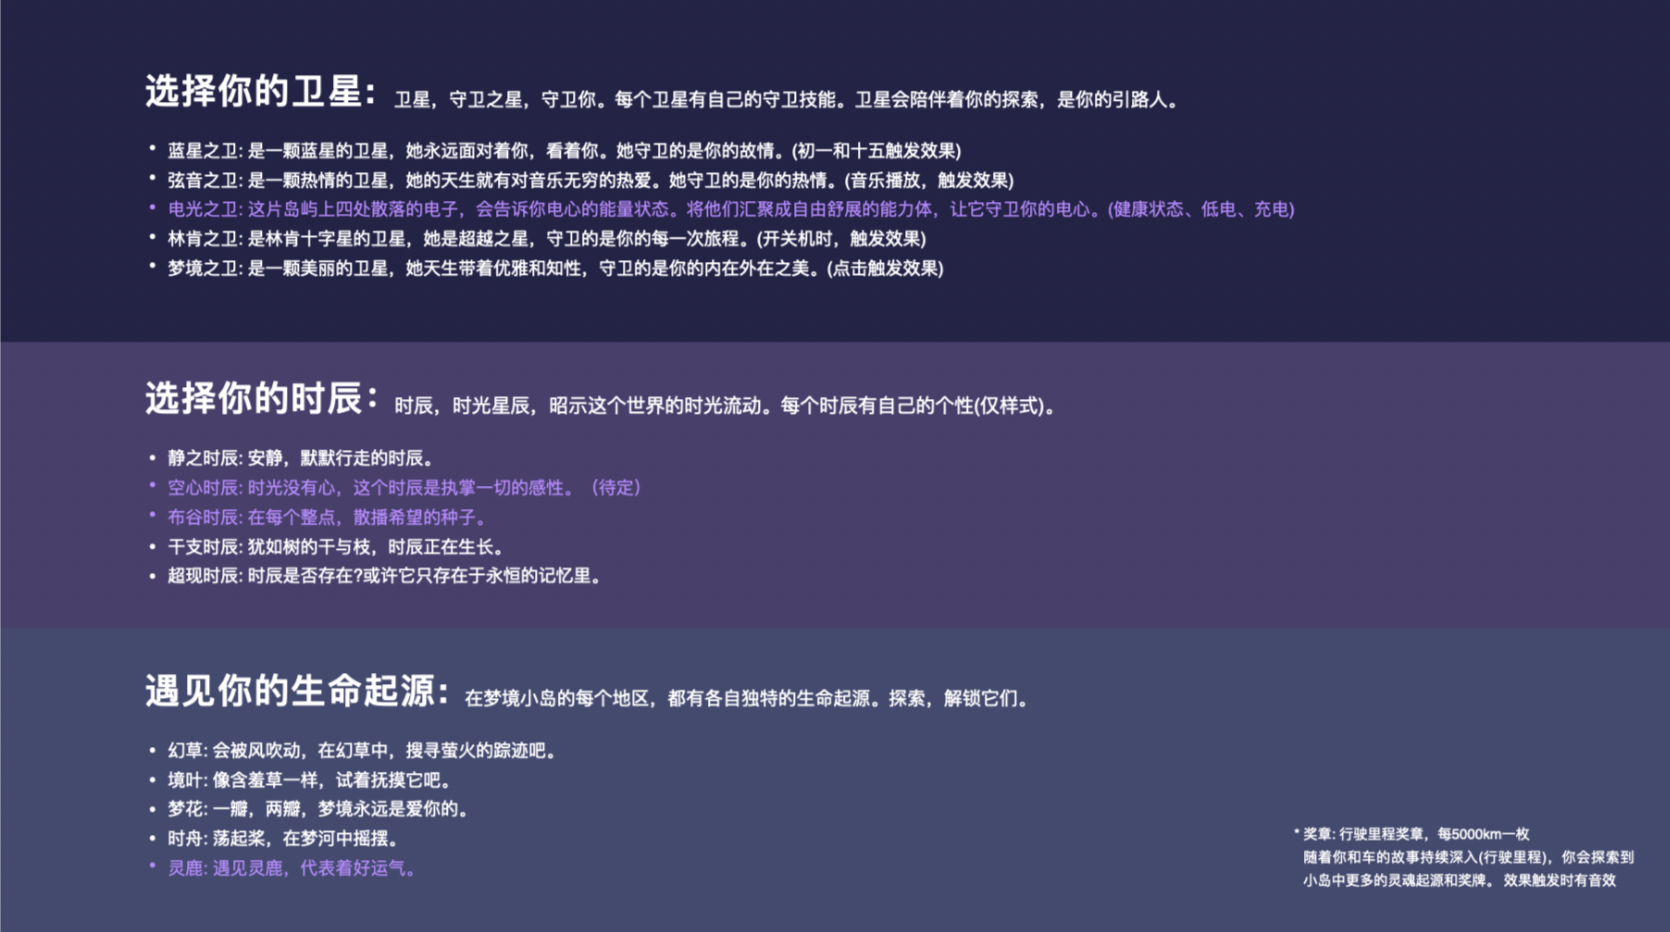 选择你的卫星: 卫星，守卫之星，守卫你。每个卫星有自己的守卫技能。卫星会陪伴着你的探索，是你的引路人。
• 蓝星之卫: 是一颗蓝星的卫星，她永远面对着你，看着你。她守卫的是你的故情。(初一和十五触发效果)
• 弦音之卫: 是一颗热情的卫星，她的天生就有对音乐无穷的热爱。她守卫的是你的热情。(音乐播放，触发效果)
• 电光之卫: 这片岛屿上四处散落的电子，会告诉你电心的能量状态。将他们汇聚成自由舒展的能力体，让它守卫你的电心。(健康状态、低电、充电)
• 林肯之卫: 是林肯十字星的卫星，她是超越之星，守卫的是你的每一次旅程。(开关机时，触发效果)
• 梦境之卫: 是一颗美丽的卫星，她天生带着优雅和知性，守卫的是你的内在外在之美。(点击触发效果)
选择你的时辰: 时辰，时光星辰，昭示这个世界的时光流动。每个时辰有自己的个性(仅样式)。
• 静之时辰: 安静，默默行走的时辰。
• 空心时辰: 时光没有心，这个时辰是执掌一切的感性。（待定）
• 布谷时辰: 在每个整点，散播希望的种子。
• 干支时辰: 犹如树的干与枝，时辰正在生长。
• 超现时辰: 时辰是否存在?或许它只存在于永恒的记忆里。
遇见你的生命起源: 在梦境小岛的每个地区，都有各自独特的生命起源。探索，解锁它们。
• 幻草: 会被风吹动，在幻草中，搜寻萤火的踪迹吧。
• 境叶: 像含羞草一样，试着抚摸它吧。
• 梦花: 一瓣，两瓣，梦境永远是爱你的。
• 时舟: 荡起桨，在梦河中摇摆。
• 灵鹿: 遇见灵鹿，代表着好运气。
* 奖章: 行驶里程奖章，每5000km一枚
随着你和车的故事持续深入(行驶里程)，你会探索到
小岛中更多的灵魂起源和奖牌。 效果触发时有音效